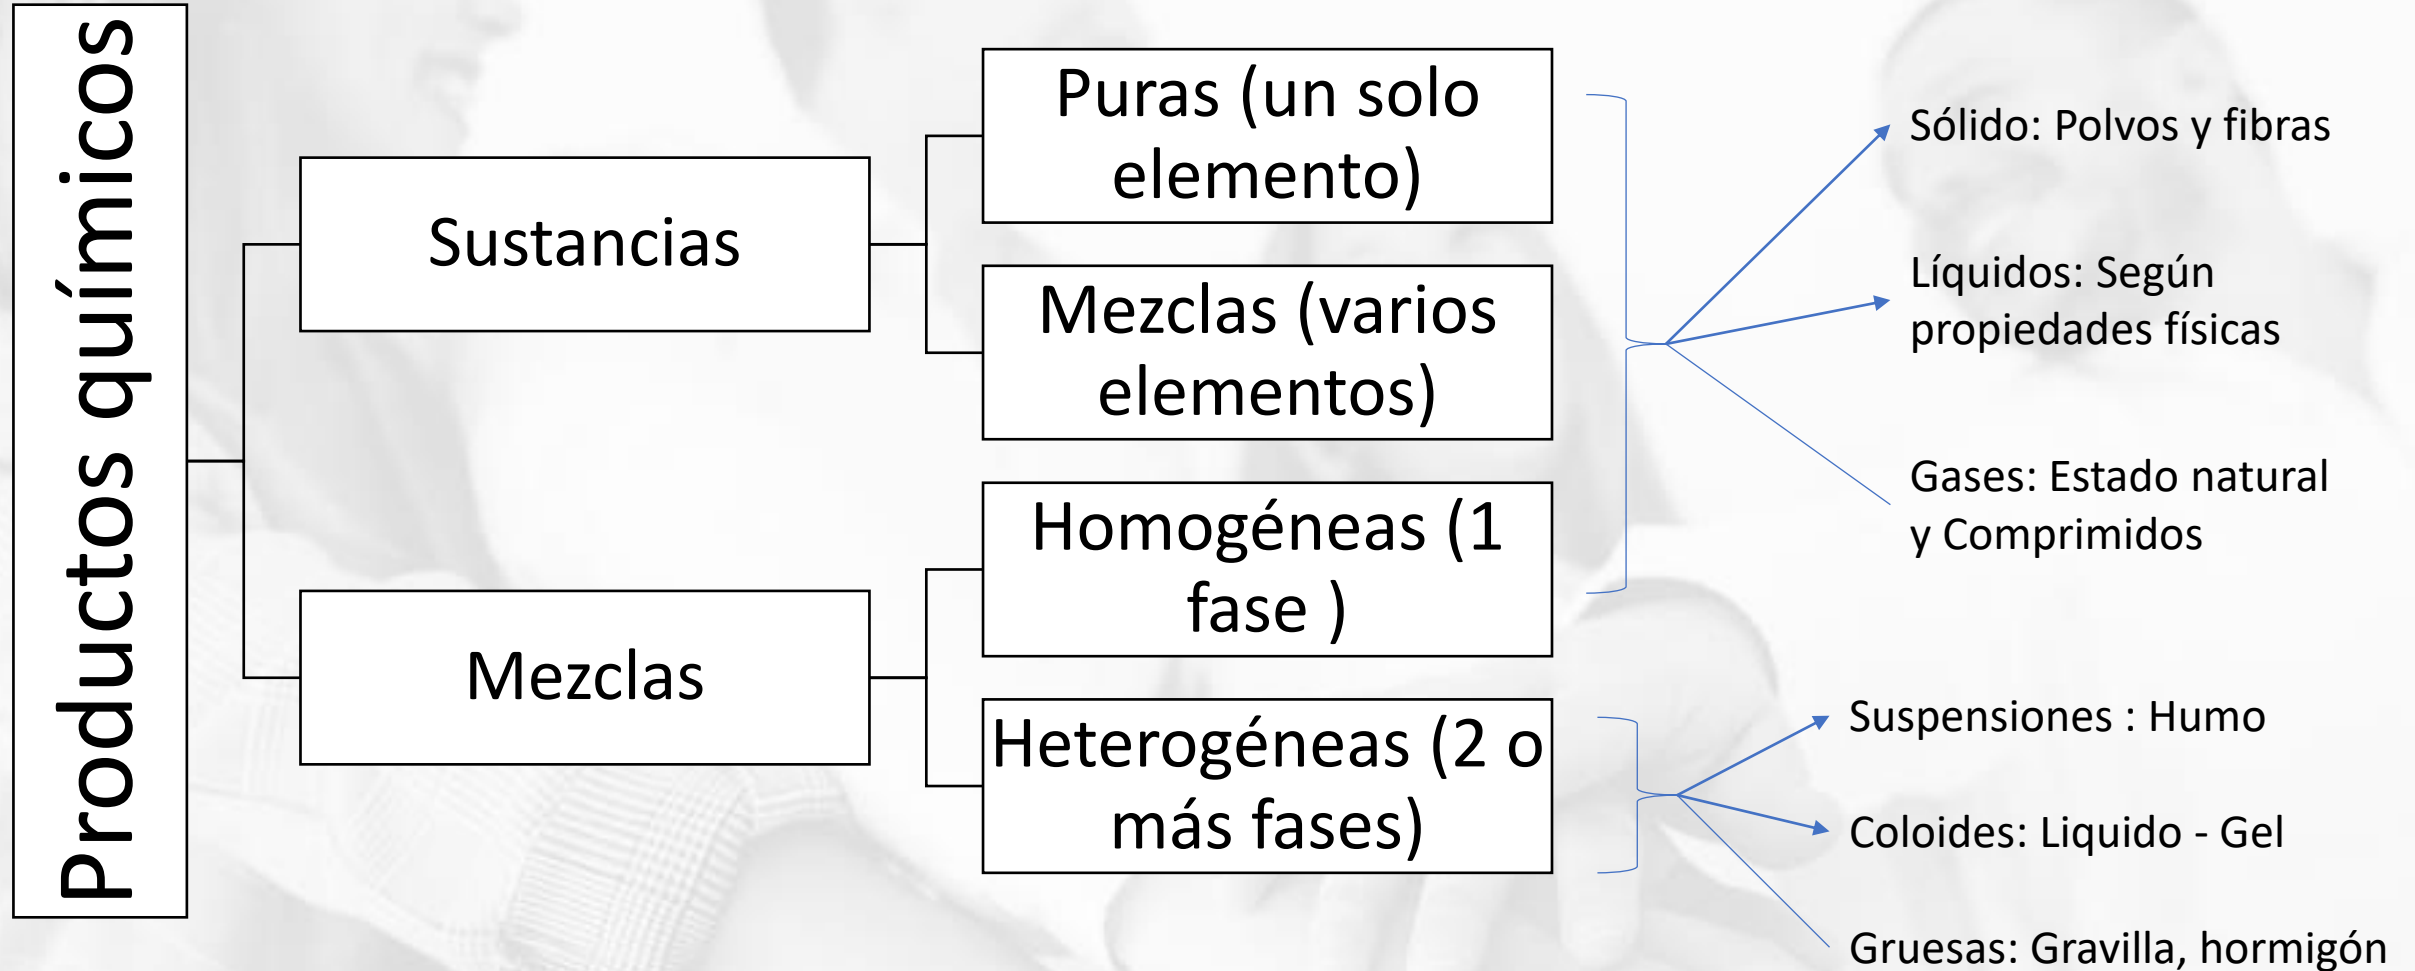 Productos químicos
Sustancias
Puras (un solo
elemento)
Mezclas (varios
elementos)
Mezclas
Homogéneas (1
fase )
Heterogéneas (2 o
más fases)
Sólido: Polvos y fibras
Líquidos: Según
propiedades físicas
Gases: Estado natural
y Comprimidos
Suspensiones : Humo
Coloides: Liquido - Gel
Gruesas: Gravilla, hormigón